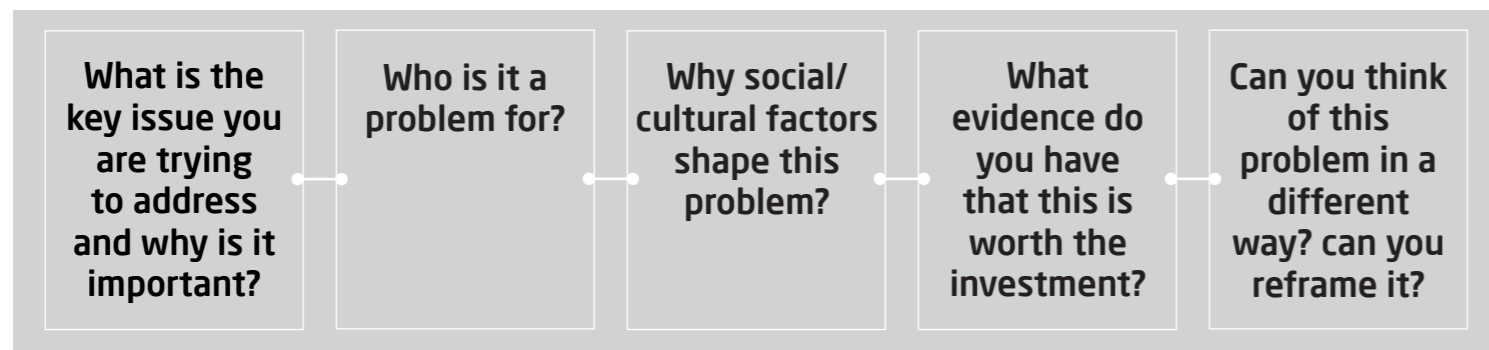 What is the
key issue you
are trying
to address
and why is it
important?
Who is it a
problem for?
Why social/
cultural factors
shape this
problem?
What
evidence do
you have
that this is
worth the
investment?
Can you think
of this
problem in a
different
way? can you
reframe it?